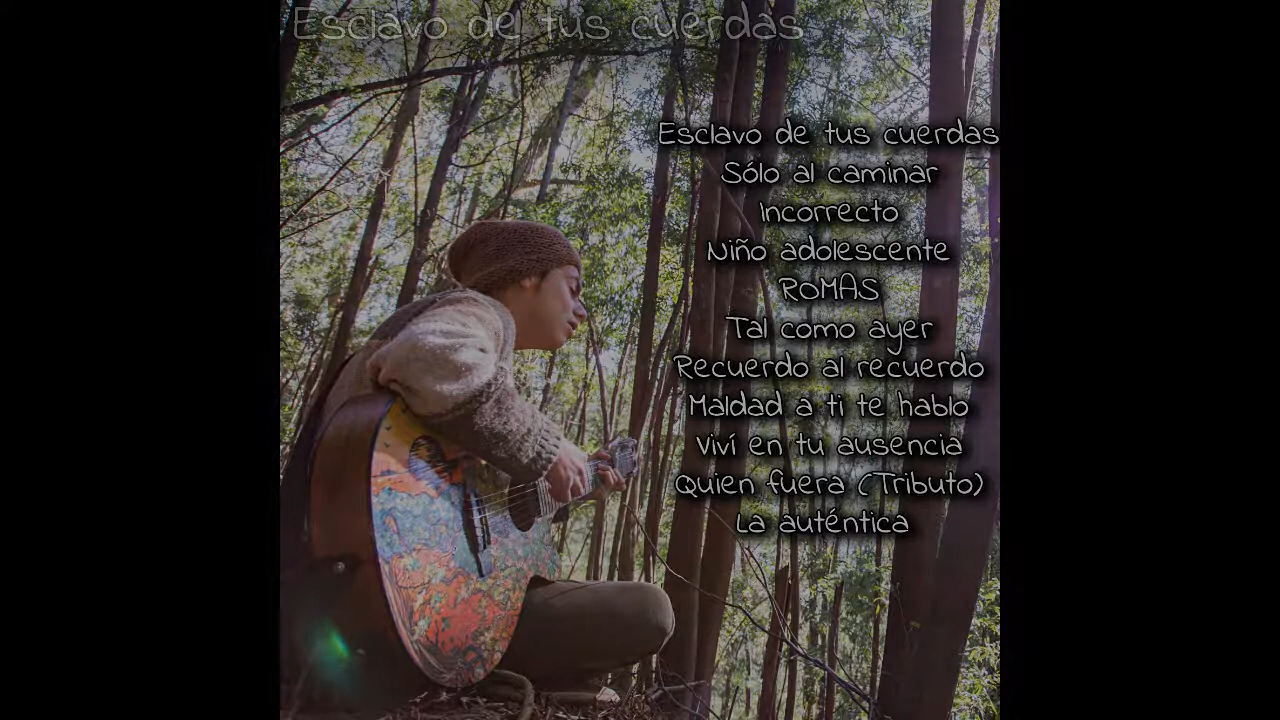 Esclavo de tus cuerdas
Esclavo de tus cuerdas
Sólo al caminar
Incorrecto
Niño adolescente
ROMAS
Tal como ayer
Recuerdo al recuerdo
Maldad a ti te hablo
Viví en tu ausencia
Quien fuera (Tributo)
La auténtica